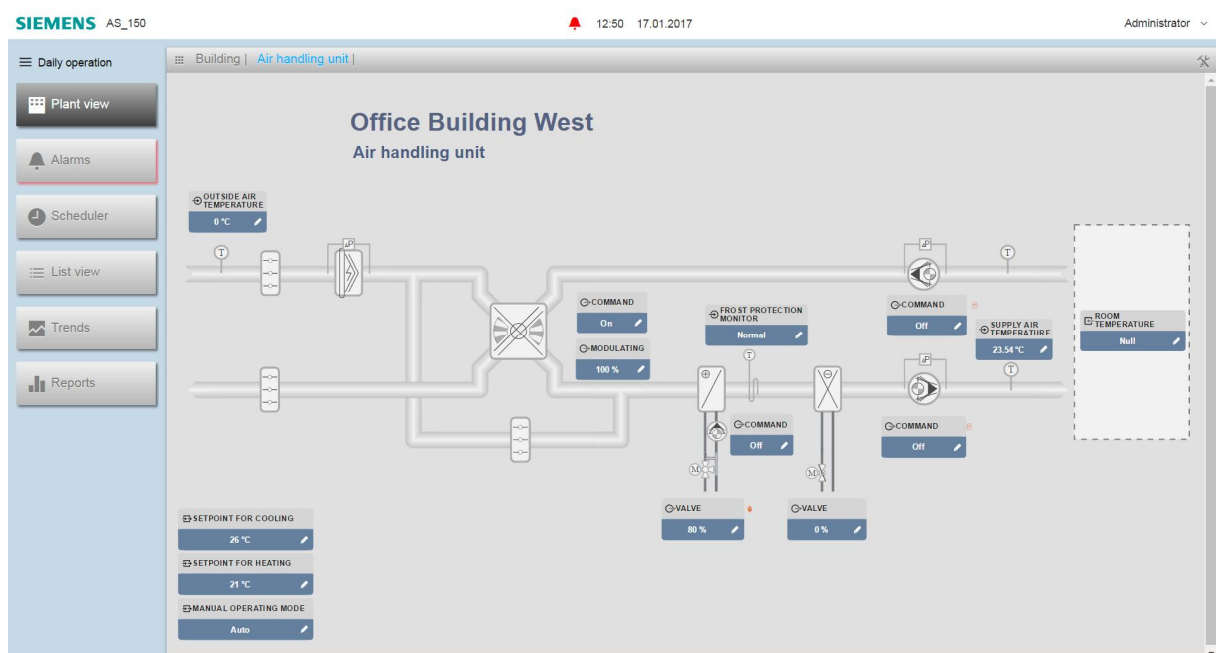 SIEMENS AS_150
12:50 17.01.2017
Administrator
Daily operation
Building | Air handling unit |
Plant view
Alarms
Scheduler
List view
Trends
Reports
Office Building West
Air handling unit
OUTSIDE AIR
TEMPERATURE
0 °C
T
ΔP
ΔP
T
COMMAND
On
MODULATING
100 %
FROST PROTECTION
MONITOR
Normal
T
COMMAND
Off
SUPPLY AIR
TEMPERATURE
23.54 °C
ROOM
TEMPERATURE
Null
ΔP
T
COMMAND
Off
COMMAND
Off
M
M
VALVE
80 %
VALVE
0 %
SETPOINT FOR COOLING
26 °C
SETPOINT FOR HEATING
21 °C
MANUAL OPERATING MODE
Auto